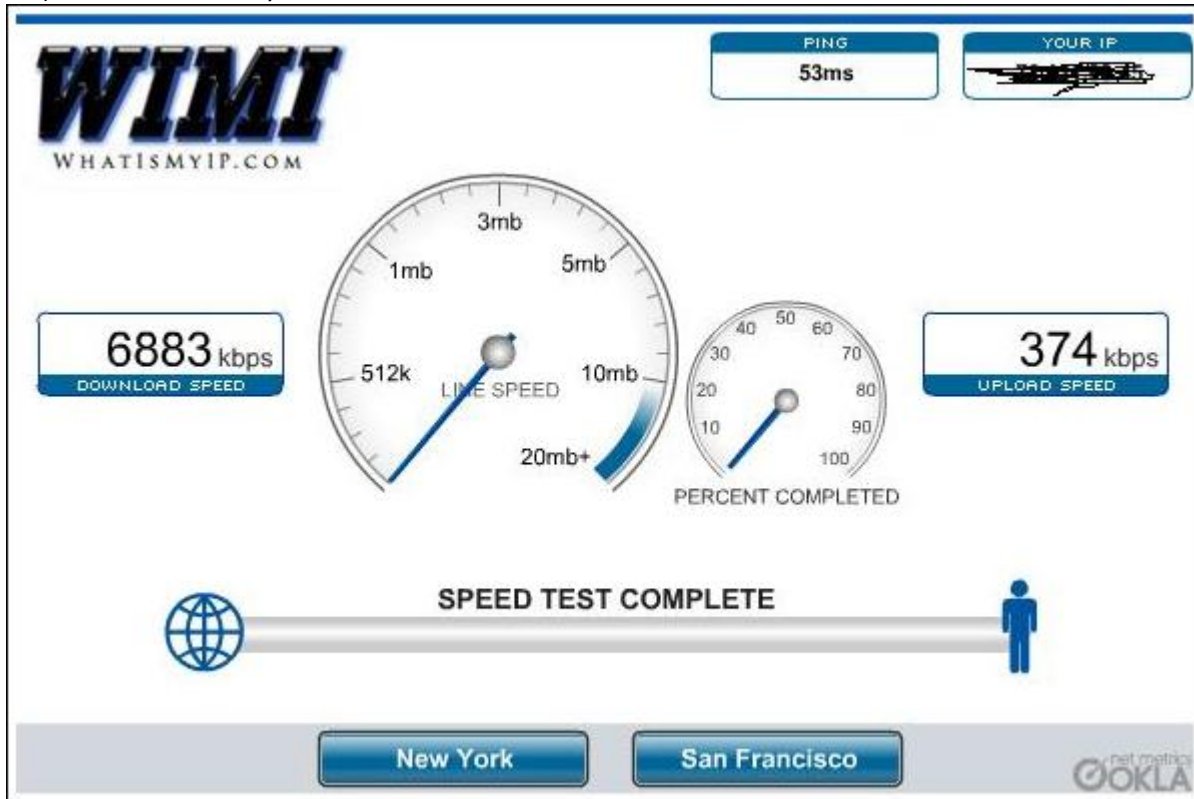 WIMI
WHATISMYIP.COM
PING
53ms
YOUR IP
3mb
1mb
5mb
512k
10mb
20mb+
LINE SPEED
6883 kbps
DOWNLOAD SPEED
50
40
60
30
70
20
80
10
90
100
PERCENT COMPLETED
374 kbps
UPLOAD SPEED
SPEED TEST COMPLETE
New York
San Francisco
net metrics
OOKLA